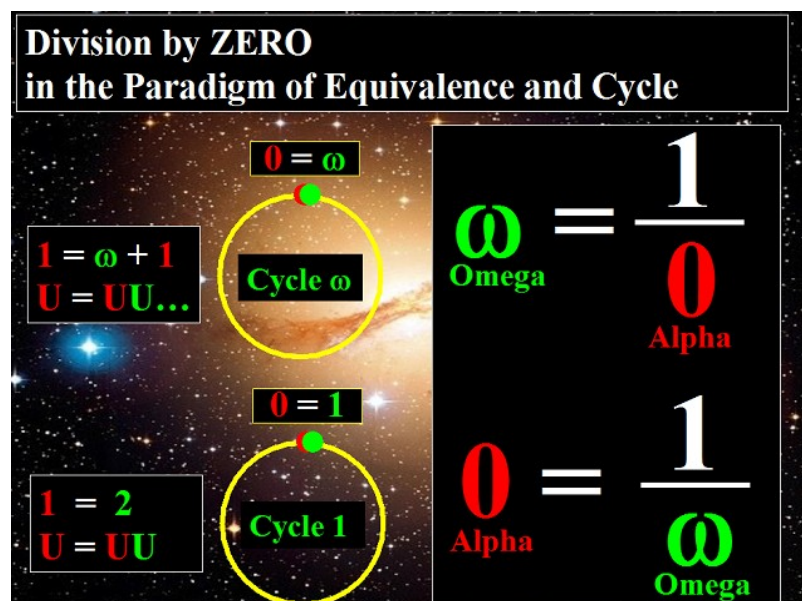 Division by ZERO
in the Paradigm of Equivalence and Cycle
0 = ω
1 = ω + 1
U = UU...
Cycle ω
0 = 1
1 = 2
U = UU
Cycle 1
ω = 1/0
Omega
Alpha
0 = 1/ω
Alpha
Omega